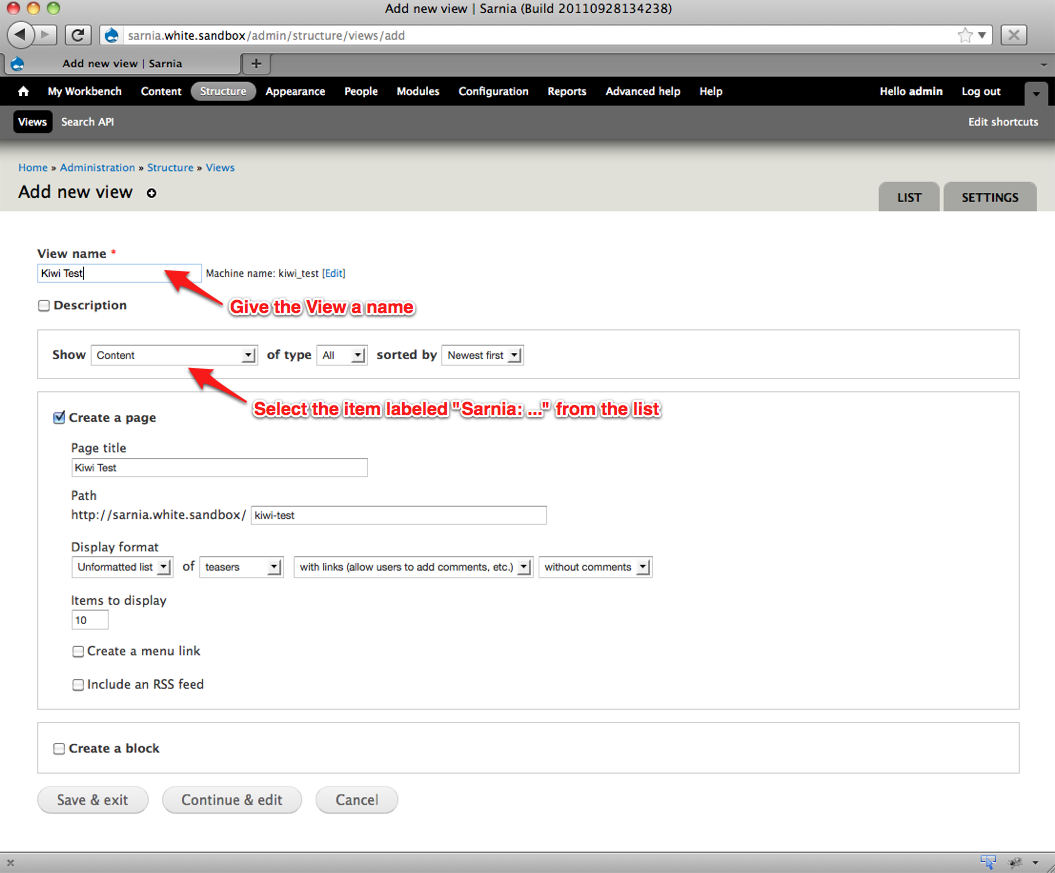 Add new view | Sarnia (Build 20110928134238)
sarnia.white.sandbox/admin/structure/views/add
Add new view | Sarnia
My Workbench Content Structure Appearance People Modules Configuration Reports Advanced help Help Hello admin Log out
Views Search API Edit shortcuts
Home » Administration » Structure » Views
Add new view
LIST SETTINGS
View name *
Kiwi Test Machine name: kiwi_test [Edit]
Description
Give the View a name
Show Content of type All sorted by Newest first
Select the item labeled "Sarnia: ..." from the list
Create a page
Page title
Kiwi Test
Path
http://sarnia.white.sandbox/ kiwi-test
Display format
Unformatted list of teasers with links (allow users to add comments, etc.) without comments
Items to display
10
Create a menu link
Include an RSS feed
Create a block
Save & exit Continue & edit Cancel